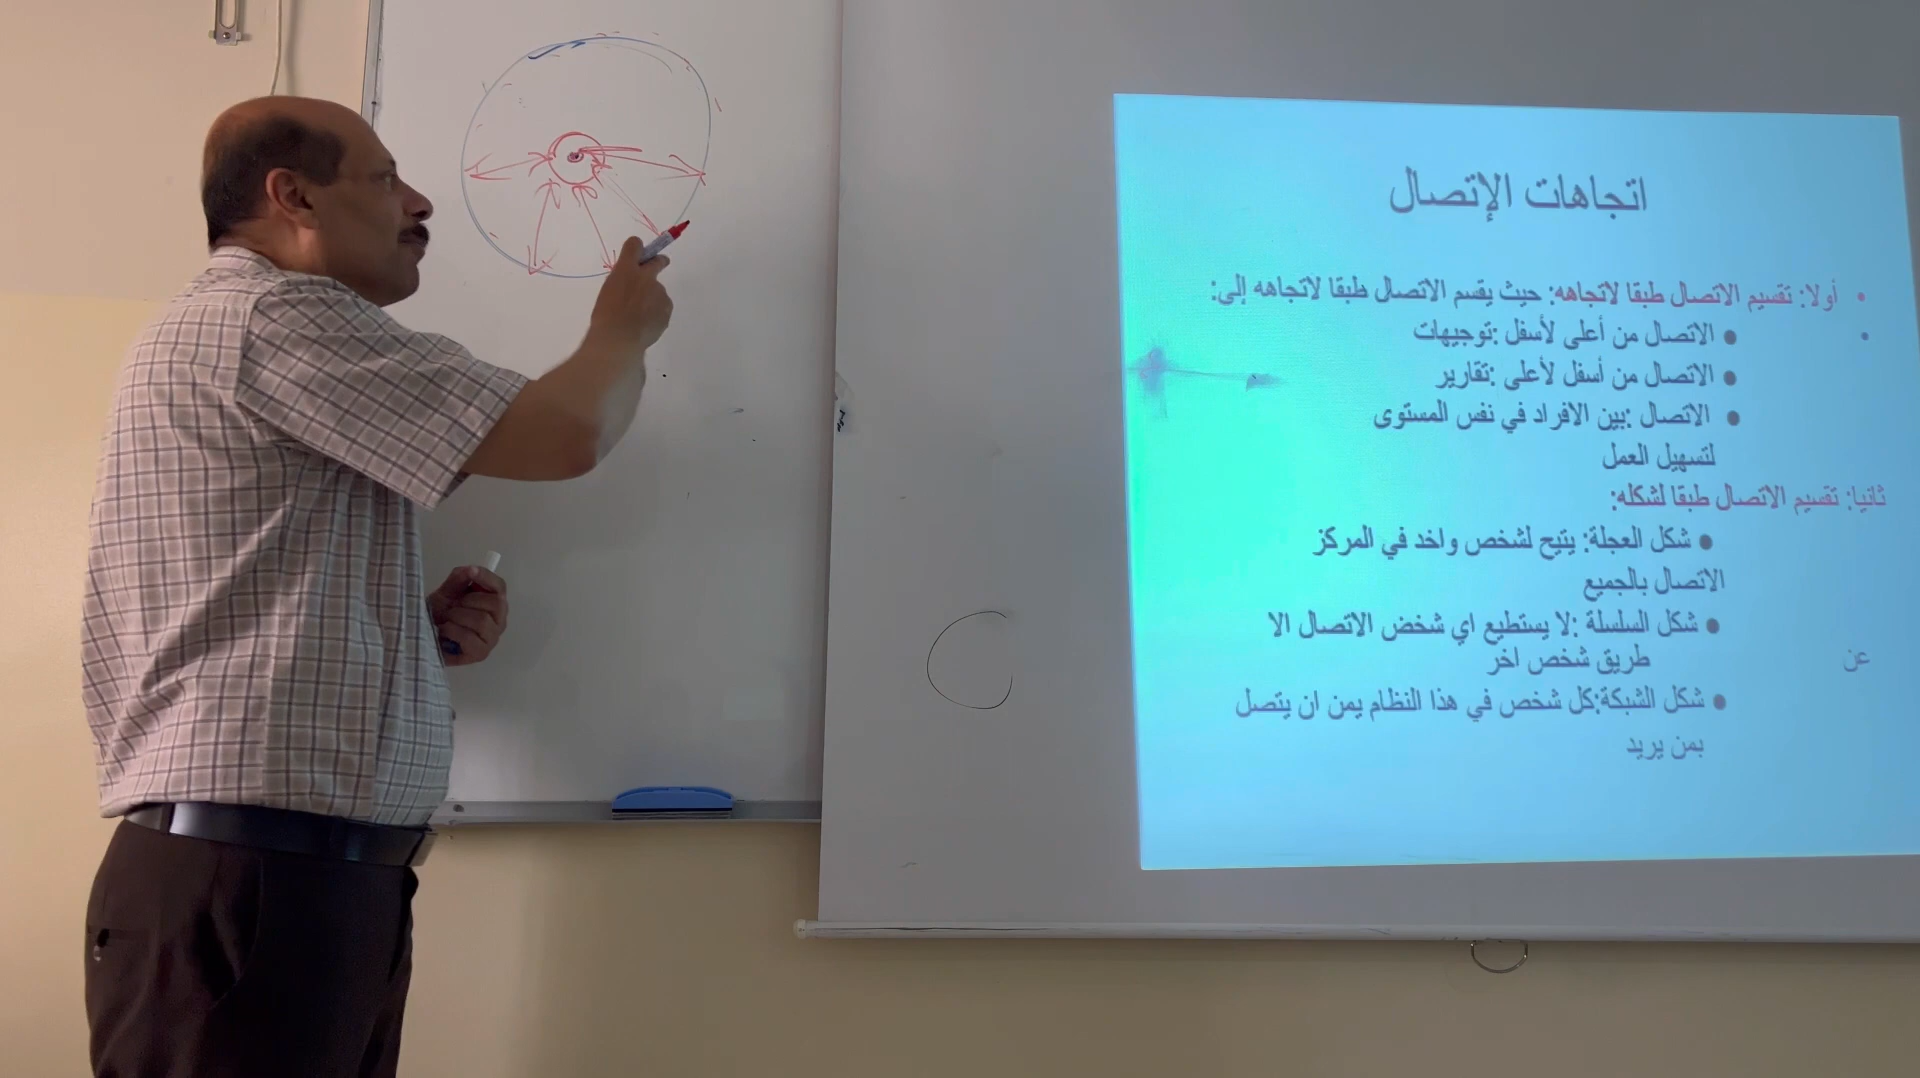 اتجاهات الإتصال
• أولا: تقسيم الاتصال طبقا لاتجاهه: حيث يقسم الاتصال طبقا لاتجاهه إلى:
• ● الاتصال من أعلى لأسفل :توجيهات
● الاتصال من أسفل لأعلى :تقارير
● الاتصال :بين الافراد في نفس المستوى
لتسهيل العمل
ثانيا: تقسيم الاتصال طبقا لشكله:
● شكل العجلة: يتيح لشخص واخد في المركز
الاتصال بالجميع
● شكل السلسلة :لا يستطيع اي شخض الاتصال الا
عن طريق شخص اخر
● شكل الشبكة:كل شخص في هذا النظام يمن ان يتصل
بمن يريد